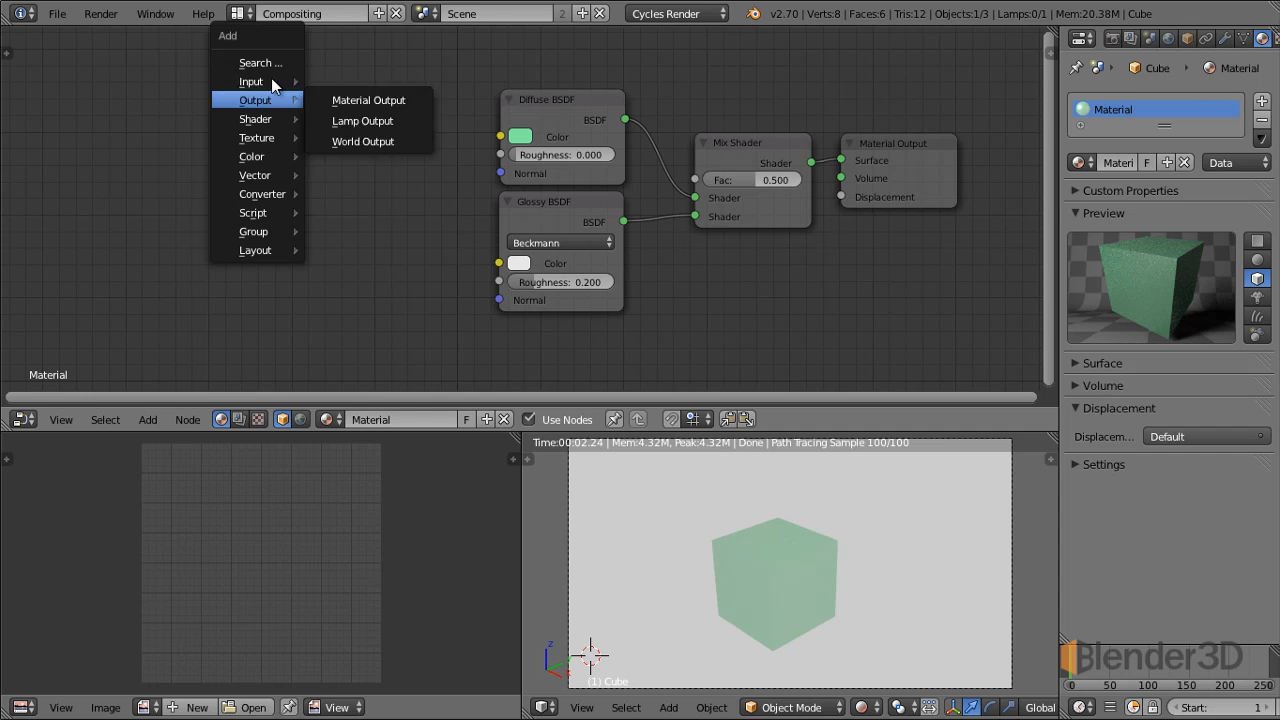 File Render Window Help Compositing Scene 2 Cycles Render v2.70 | Verts:8 | Faces:6 | Tris:12 | Objects:1/3 | Lamps:0/1 | Mem:20.38M | Cube
Add
Search ...
Input
Output
Shader
Texture
Color
Vector
Converter
Script
Group
Layout
Material Output
Lamp Output
World Output
Diffuse BSDF
BSDF
Color
Roughness: 0.000
Normal
Glossy BSDF
BSDF
Beckmann
Color
Roughness: 0.200
Normal
Mix Shader
Shader
Fac: 0.500
Shader
Shader
Material Output
Surface
Volume
Displacement
Material
Cube Material
Material
Materi F Data
Custom Properties
Preview
Surface
Volume
Displacement
Displacem... Default
Settings
View Select Add Node Material F Use Nodes
Time:00:02.24 | Mem:4.32M, Peak:4.32M | Done | Path Tracing Sample 100/100
z
(1) Cube
Blender3D
0 50 100 150 200 250
View Image New Open View
View Select Add Object Object Mode Global
Start: 1